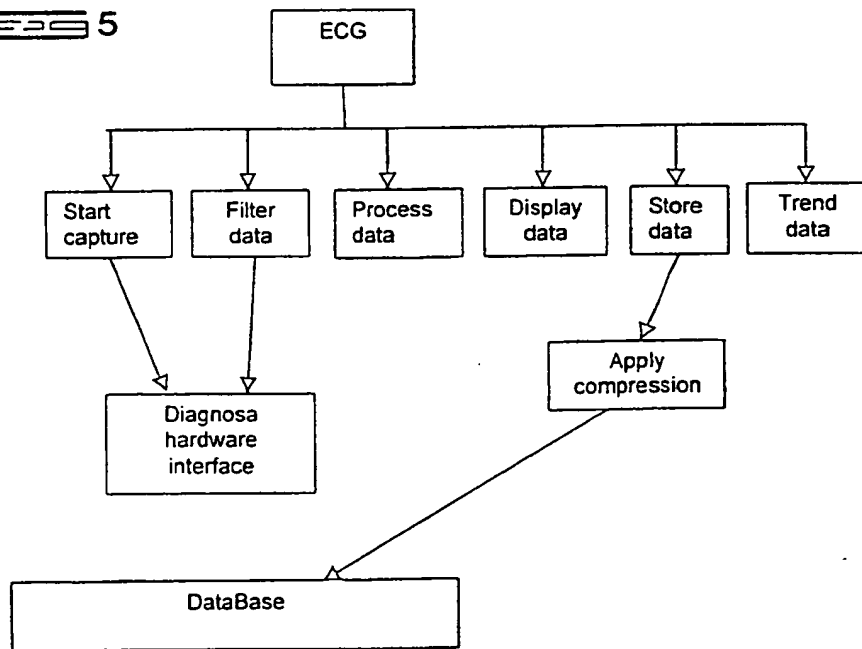 5
ECG
Start
capture
Filter
data
Process
data
Display
data
Store
data
Trend
data
Apply
compression
Diagnosa
hardware
interface
DataBase